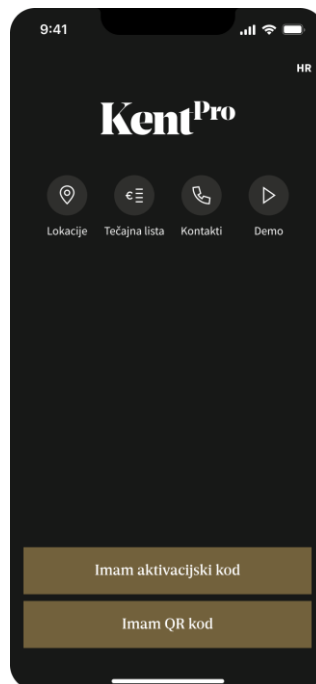 9:41
HR
KentPro
Lokacije
Tečajna lista
Kontakti
Demo
Imam aktivacijski kod
Imam QR kod